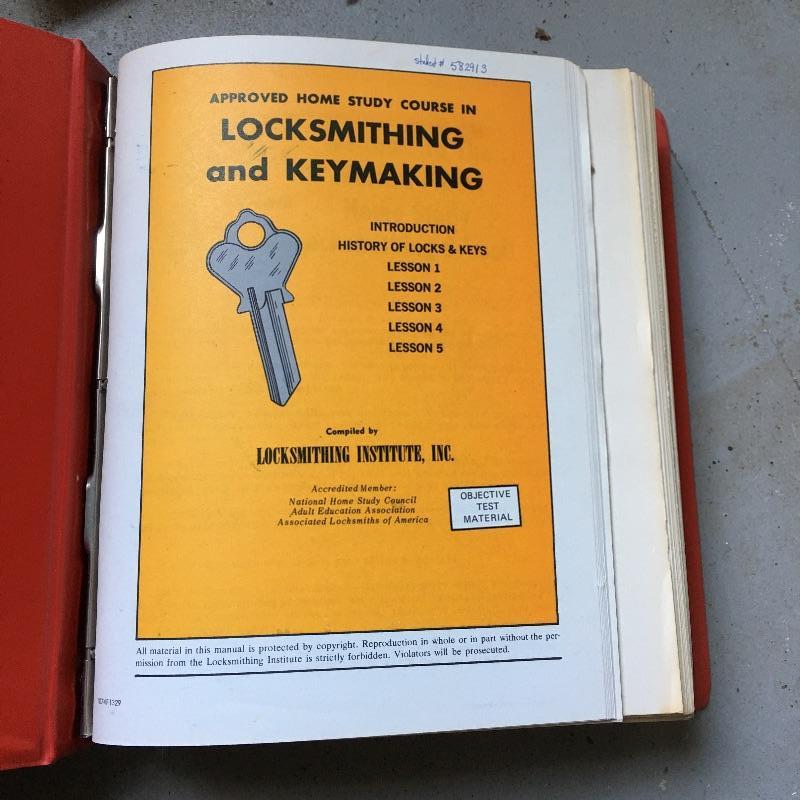 student # 582913
APPROVED HOME STUDY COURSE IN
LOCKSMITHING
and KEYMAKING
INTRODUCTION
HISTORY OF LOCKS & KEYS
LESSON 1
LESSON 2
LESSON 3
LESSON 4
LESSON 5
Compiled by
LOCKSMITHING INSTITUTE, INC.
Accredited Member:
National Home Study Council
Adult Education Association
Associated Locksmiths of America
OBJECTIVE
TEST
MATERIAL
All material in this manual is protected by copyright. Reproduction in whole or in part without the per-
mission from the Locksmithing Institute is strictly forbidden. Violators will be prosecuted.